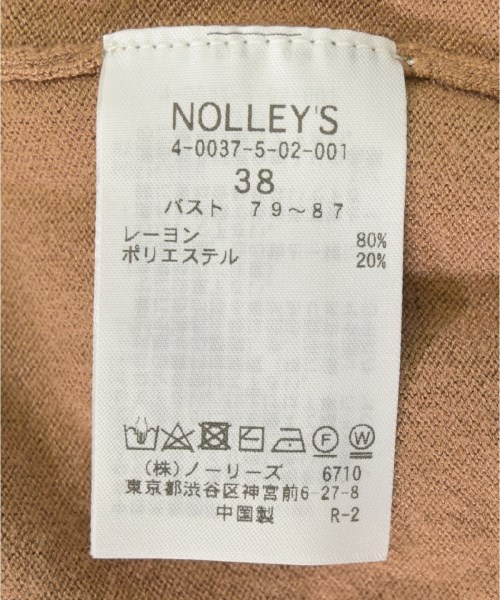 NOLLEY'S
4-0037-5-02-001
38
バスト 79～87
レーヨン 80%
ポリエステル 20%
F W
(株)ノーリーズ 6710
東京都渋谷区神宮前6-27-8
中国製 R-2